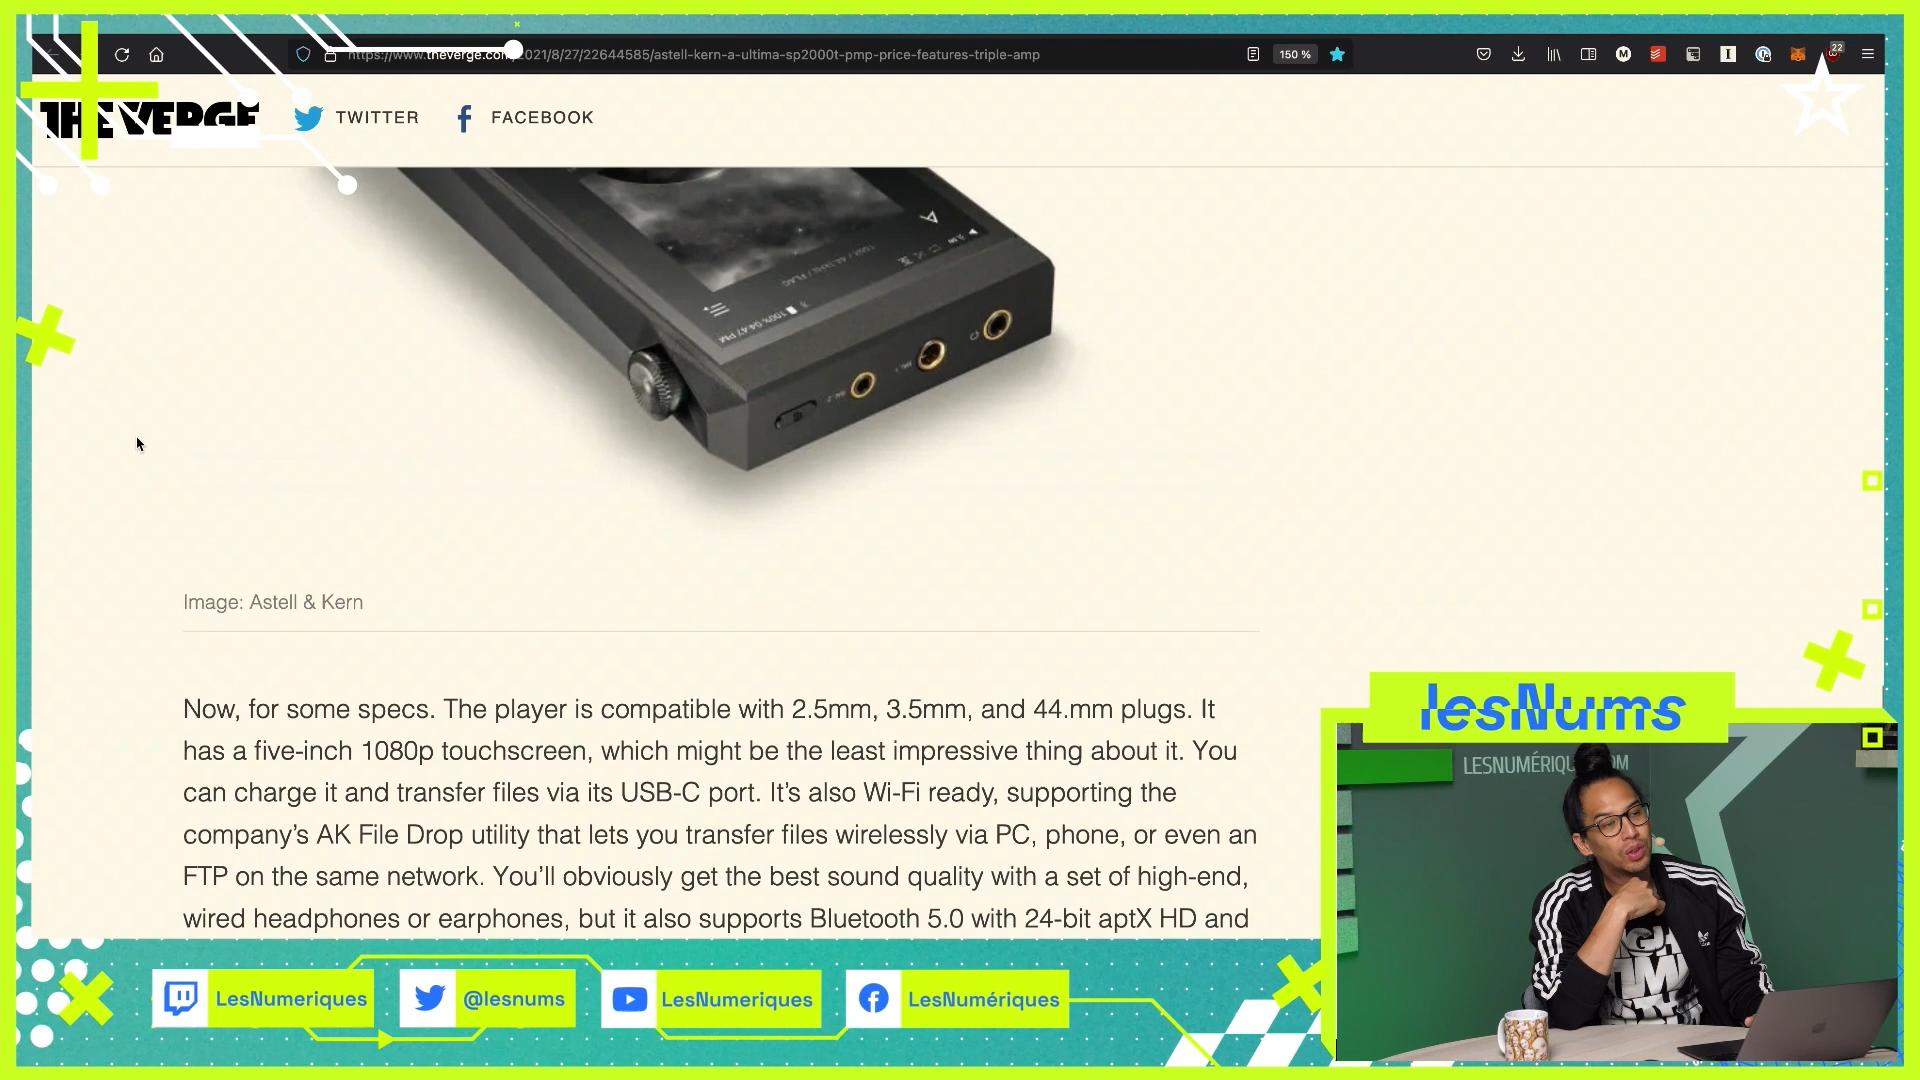 https://www.theverge.com/2021/8/27/22644585/astell-kern-a-ultima-sp2000t-pmp-price-features-triple-amp
150 %
22
THE VERGE
TWITTER
FACEBOOK
100% 04:47 PM
Image: Astell & Kern
Now, for some specs. The player is compatible with 2.5mm, 3.5mm, and 44.mm plugs. It
has a five-inch 1080p touchscreen, which might be the least impressive thing about it. You
can charge it and transfer files via its USB-C port. It's also Wi-Fi ready, supporting the
company's AK File Drop utility that lets you transfer files wirelessly via PC, phone, or even an
FTP on the same network. You'll obviously get the best sound quality with a set of high-end,
wired headphones or earphones, but it also supports Bluetooth 5.0 with 24-bit aptX HD and
lesNums
LesNumeriques
@lesnums
LesNumeriques
LesNumériques